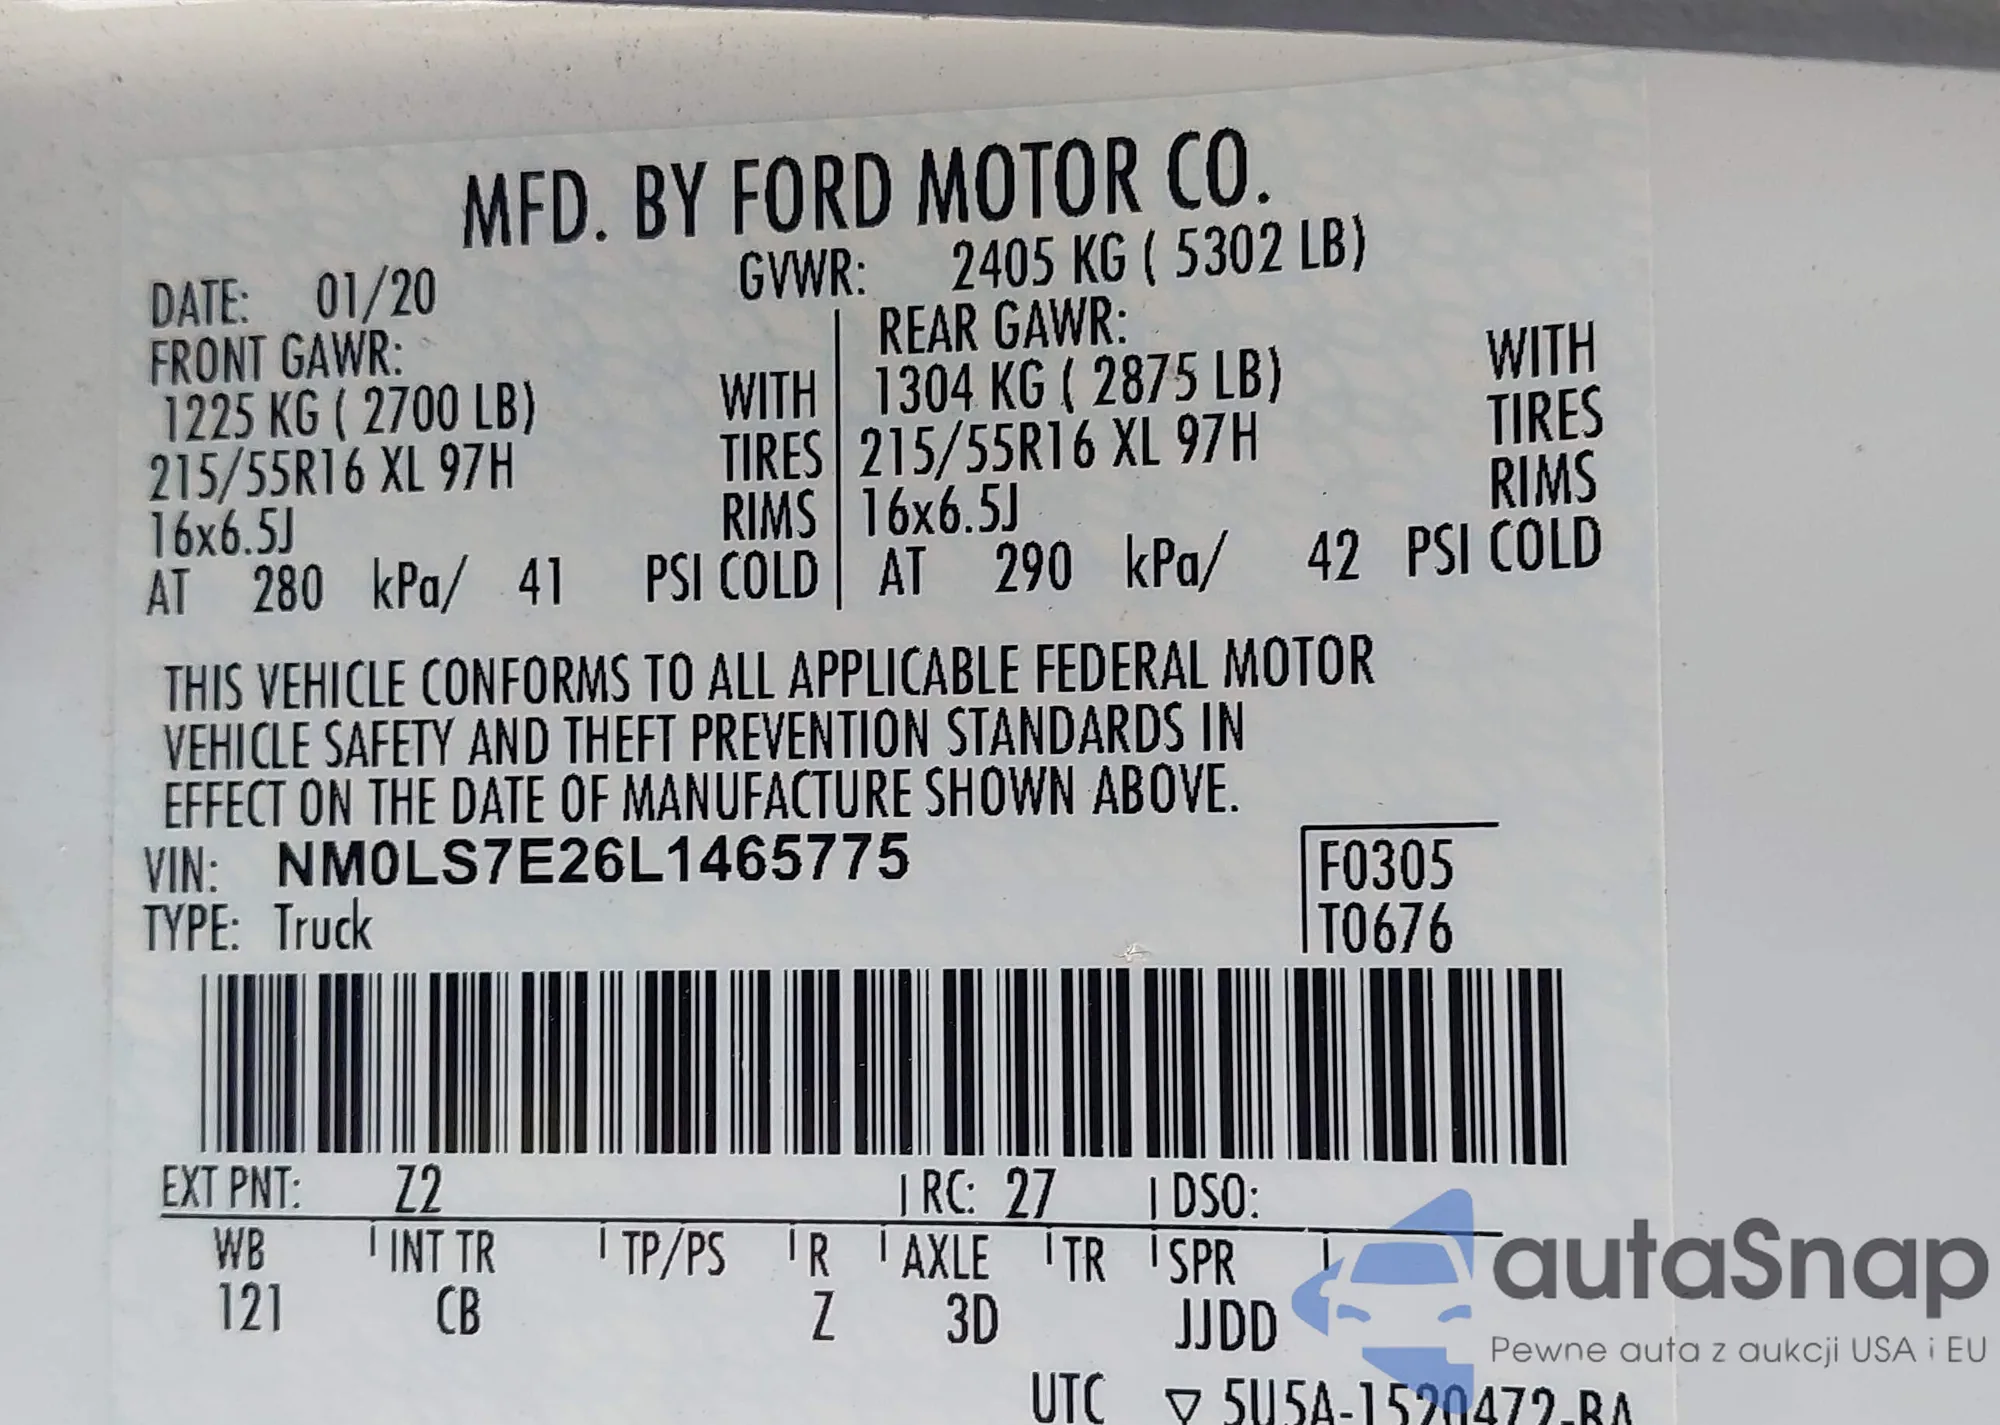 MFD. BY FORD MOTOR CO.
DATE: 01/20 GVWR: 2405 KG ( 5302 LB)
FRONT GAWR: REAR GAWR:
1225 KG ( 2700 LB) WITH 1304 KG ( 2875 LB) WITH
215/55R16 XL 97H TIRES 215/55R16 XL 97H TIRES
16x6.5J RIMS 16x6.5J RIMS
AT 280 kPa/ 41 PSI COLD AT 290 kPa/ 42 PSI COLD
THIS VEHICLE CONFORMS TO ALL APPLICABLE FEDERAL MOTOR
VEHICLE SAFETY AND THEFT PREVENTION STANDARDS IN
EFFECT ON THE DATE OF MANUFACTURE SHOWN ABOVE.
VIN: NM0LS7E26L1465775 F0305
TYPE: Truck T0676
EXT PNT: Z2 RC: 27 DSO:
WB INT TR TP/PS R AXLE TR SPR
121 CB Z 3D JJDD
UTC ▽ 5U5A-1520472-BA
autaSnap
Pewne auta z aukcji USA i EU